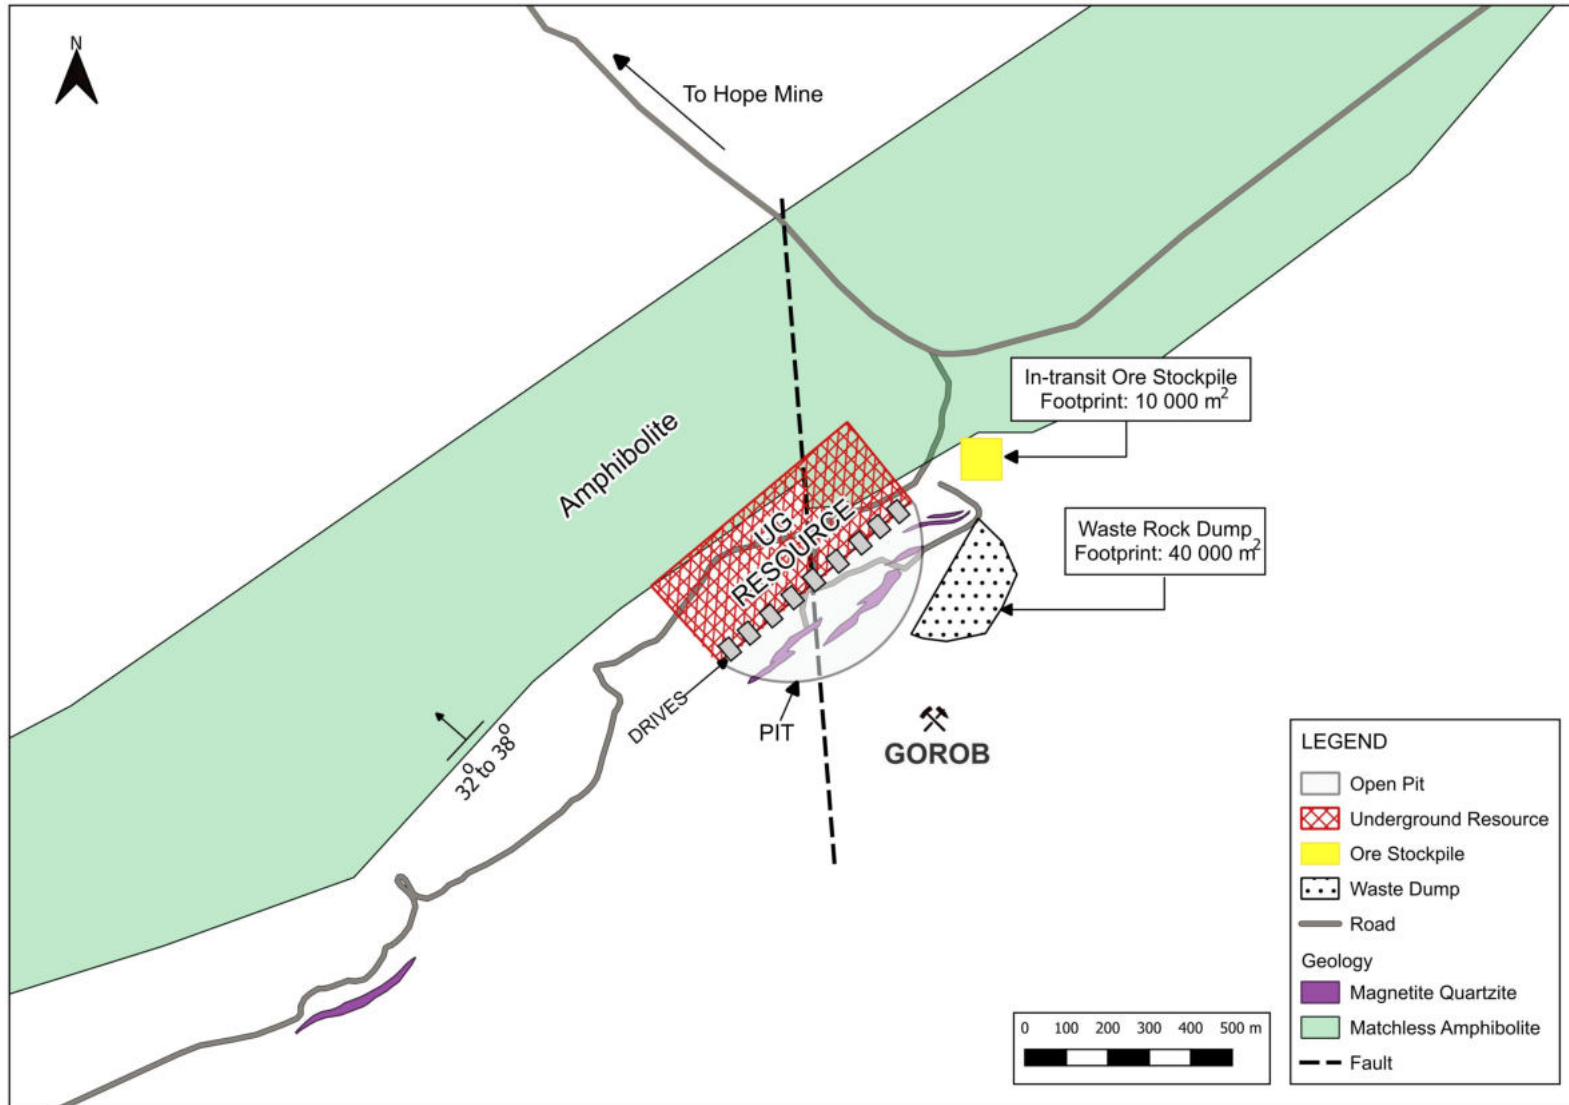 N
To Hope Mine
In-transit Ore Stockpile
Footprint: 10 000 m²
Amphibolite
UG
RESOURCE
Waste Rock Dump
Footprint: 40 000 m²
DRIVES
PIT
32⁰ to 38⁰
GOROB
LEGEND
Open Pit
Underground Resource
Ore Stockpile
Waste Dump
Road
Geology
Magnetite Quartzite
Matchless Amphibolite
Fault
0 100 200 300 400 500 m